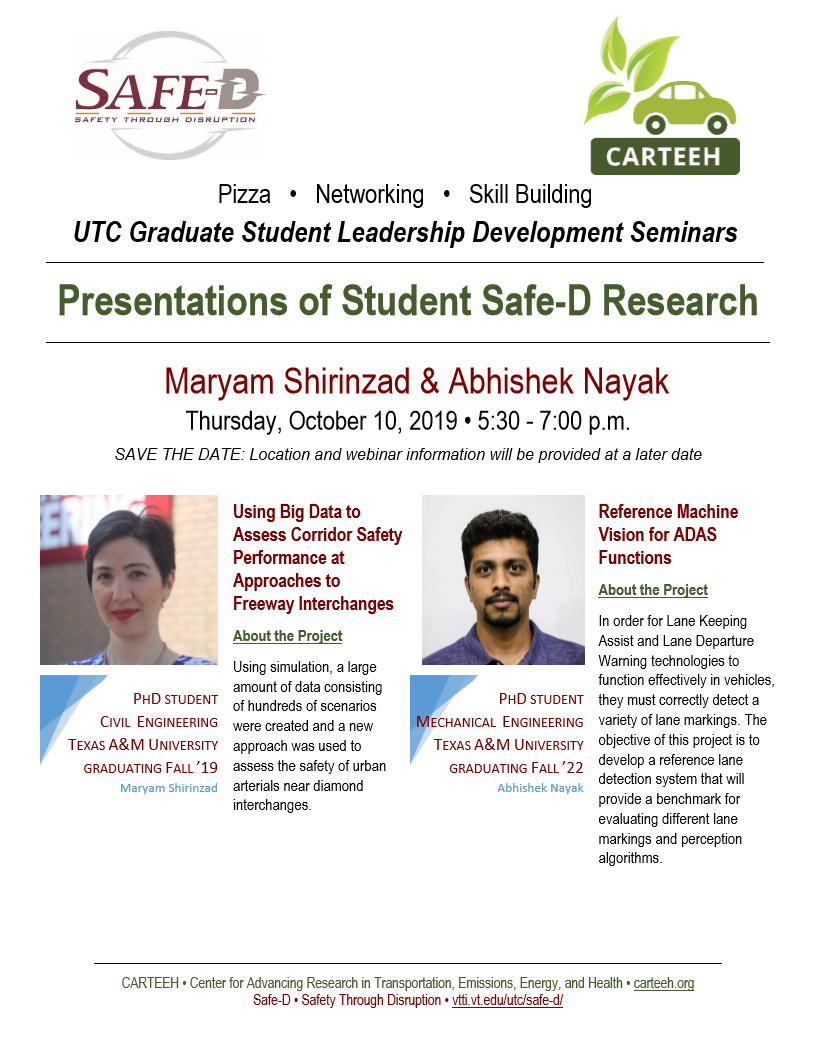 SAFE-D
SAFETY THROUGH DISRUPTION
CARTEEH
Pizza • Networking • Skill Building
UTC Graduate Student Leadership Development Seminars
Presentations of Student Safe-D Research
Maryam Shirinzad & Abhishek Nayak
Thursday, October 10, 2019 • 5:30 - 7:00 p.m.
SAVE THE DATE: Location and webinar information will be provided at a later date
ERING
PHD STUDENT
CIVIL ENGINEERING
TEXAS A&M UNIVERSITY
GRADUATING FALL ’19
Maryam Shirinzad
Using Big Data to
Assess Corridor Safety
Performance at
Approaches to
Freeway Interchanges
About the Project
Using simulation, a large
amount of data consisting
of hundreds of scenarios
were created and a new
approach was used to
assess the safety of urban
arterials near diamond
interchanges.
PHD STUDENT
MECHANICAL ENGINEERING
TEXAS A&M UNIVERSITY
GRADUATING FALL ’22
Abhishek Nayak
Reference Machine
Vision for ADAS
Functions
About the Project
In order for Lane Keeping
Assist and Lane Departure
Warning technologies to
function effectively in vehicles,
they must correctly detect a
variety of lane markings. The
objective of this project is to
develop a reference lane
detection system that will
provide a benchmark for
evaluating different lane
markings and perception
algorithms.
CARTEEH • Center for Advancing Research in Transportation, Emissions, Energy, and Health • carteeh.org
Safe-D • Safety Through Disruption • vtti.vt.edu/utc/safe-d/